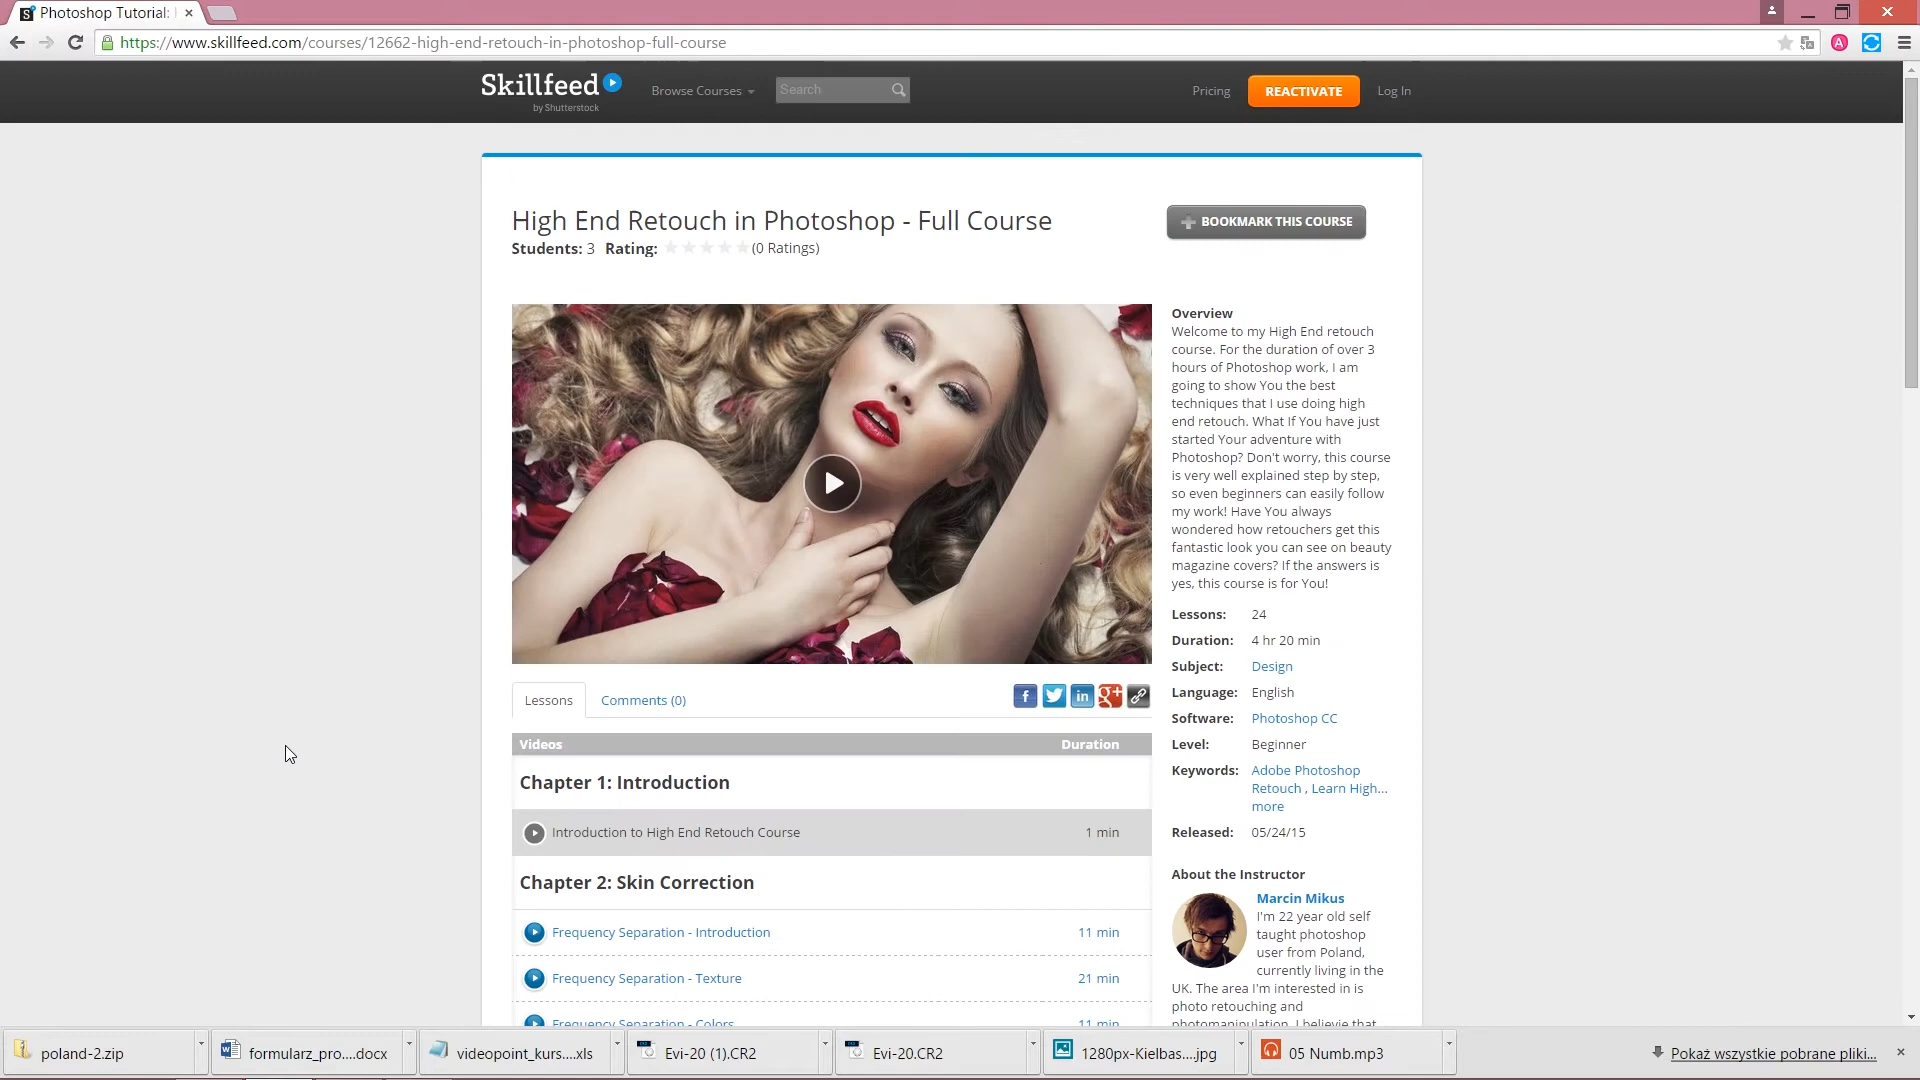 Photoshop Tutorial:
https://www.skillfeed.com/courses/12662-high-end-retouch-in-photoshop-full-course
Skillfeed
by Shutterstock
Browse Courses
Search
Pricing
REACTIVATE
Log In
High End Retouch in Photoshop - Full Course
Students: 3 Rating: (0 Ratings)
BOOKMARK THIS COURSE
Overview
Welcome to my High End retouch
course. For the duration of over 3
hours of Photoshop work, I am
going to show You the best
techniques that I use doing high
end retouch. What If You have just
started Your adventure with
Photoshop? Don't worry, this course
is very well explained step by step,
so even beginners can easily follow
my work! Have You always
wondered how retouchers get this
fantastic look you can see on beauty
magazine covers? If the answers is
yes, this course is for You!
Lessons: 24
Duration: 4 hr 20 min
Subject: Design
Language: English
Software: Photoshop CC
Level: Beginner
Keywords: Adobe Photoshop
Retouch , Learn High...
more
Released: 05/24/15
About the Instructor
Marcin Mikus
I'm 22 year old self
taught photoshop
user from Poland,
currently living in the
UK. The area I'm interested in is
photo retouching and
photomanipulation. I believie that
Lessons
Comments (0)
Videos Duration
Chapter 1: Introduction
Introduction to High End Retouch Course 1 min
Chapter 2: Skin Correction
Frequency Separation - Introduction 11 min
Frequency Separation - Texture 21 min
Frequency Separation - Colors 11 min
poland-2.zip
formularz_pro....docx
videopoint_kurs....xls
Evi-20 (1).CR2
Evi-20.CR2
1280px-Kielbas....jpg
05 Numb.mp3
Pokaż wszystkie pobrane pliki...